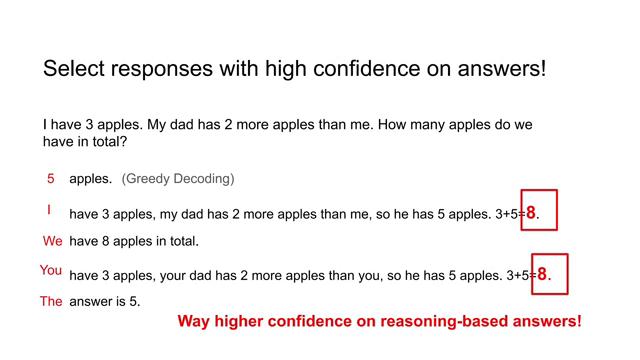 Select responses with high confidence on answers!
I have 3 apples. My dad has 2 more apples than me. How many apples do we
have in total?
5 apples. (Greedy Decoding)
I have 3 apples, my dad has 2 more apples than me, so he has 5 apples. 3+5=8.
We have 8 apples in total.
You have 3 apples, your dad has 2 more apples than you, so he has 5 apples. 3+5=8.
The answer is 5.
Way higher confidence on reasoning-based answers!